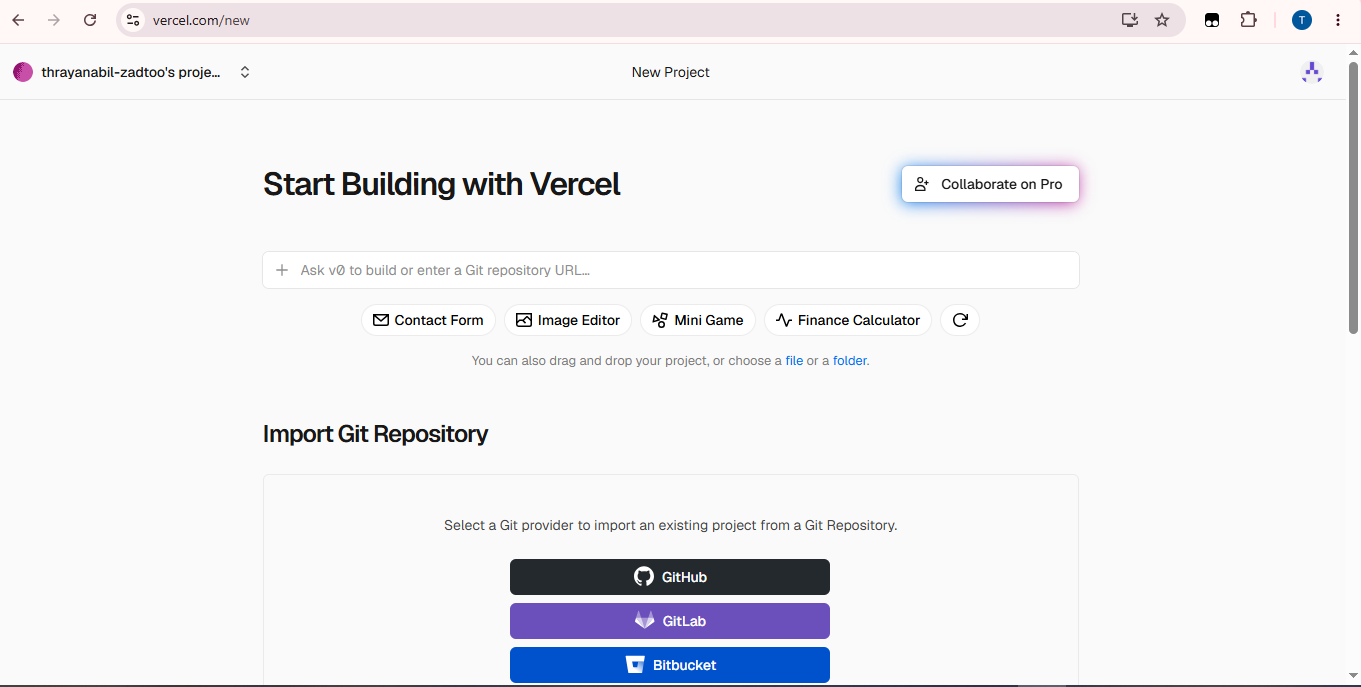 vercel.com/new
T
thrayanabil-zadtoo's proje...
New Project
Start Building with Vercel
Collaborate on Pro
Ask v0 to build or enter a Git repository URL...
Contact Form
Image Editor
Mini Game
Finance Calculator
You can also drag and drop your project, or choose a file or a folder.
Import Git Repository
Select a Git provider to import an existing project from a Git Repository.
GitHub
GitLab
Bitbucket